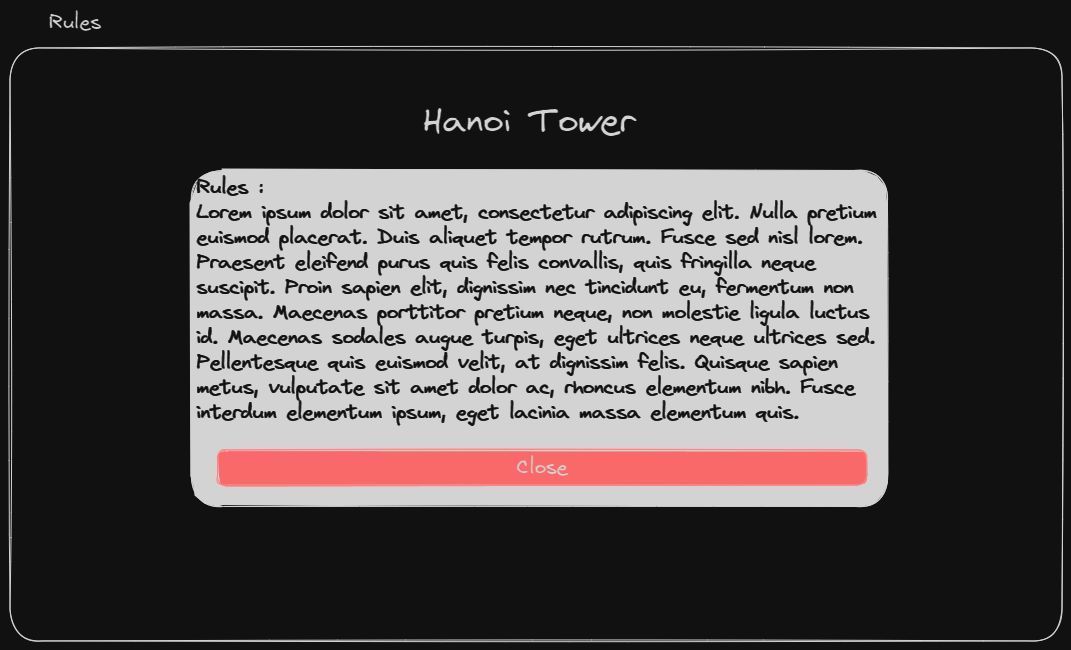 Rules
Hanoi Tower
Rules :
Lorem ipsum dolor sit amet, consectetur adipiscing elit. Nulla pretium
euismod placerat. Duis aliquet tempor rutrum. Fusce sed nisl lorem.
Praesent eleifend purus quis felis convallis, quis fringilla neque
suscipit. Proin sapien elit, dignissim nec tincidunt eu, fermentum non
massa. Maecenas porttitor pretium neque, non molestie ligula luctus
id. Maecenas sodales augue turpis, eget ultrices neque ultrices sed.
Pellentesque quis euismod velit, at dignissim felis. Quisque sapien
metus, vulputate sit amet dolor ac, rhoncus elementum nibh. Fusce
interdum elementum ipsum, eget lacinia massa elementum quis.
Close